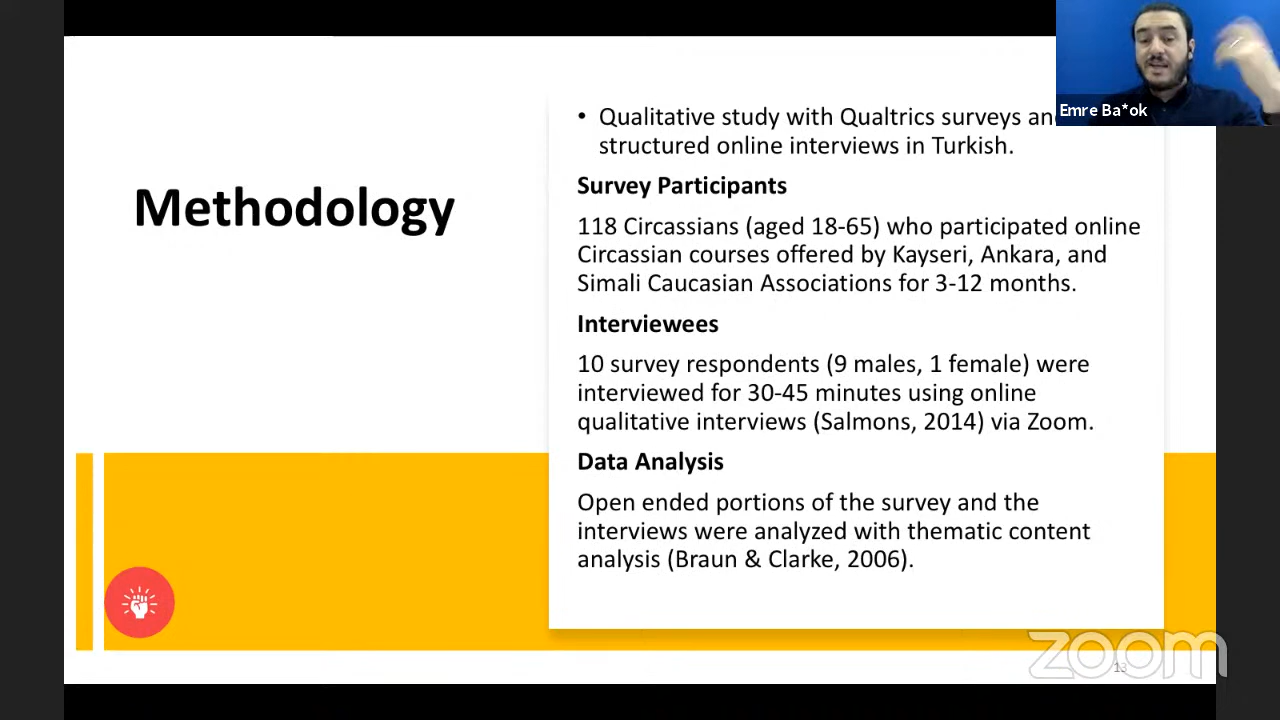 Methodology
• Qualitative study with Qualtrics surveys
structured online interviews in Turkish.
Survey Participants
118 Circassians (aged 18-65) who participated online
Circassian courses offered by Kayseri, Ankara, and
Simali Caucasian Associations for 3-12 months.
Interviewees
10 survey respondents (9 males, 1 female) were
interviewed for 30-45 minutes using online
qualitative interviews (Salmons, 2014) via Zoom.
Data Analysis
Open ended portions of the survey and the
interviews were analyzed with thematic content
analysis (Braun & Clarke, 2006).
Emre Ba*ok
zoom
13